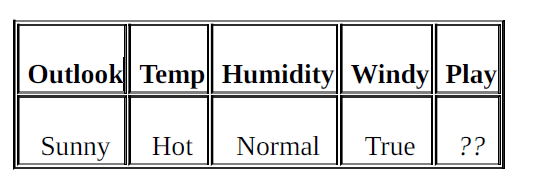 Outlook Temp Humidity Windy Play
Sunny Hot Normal True ??